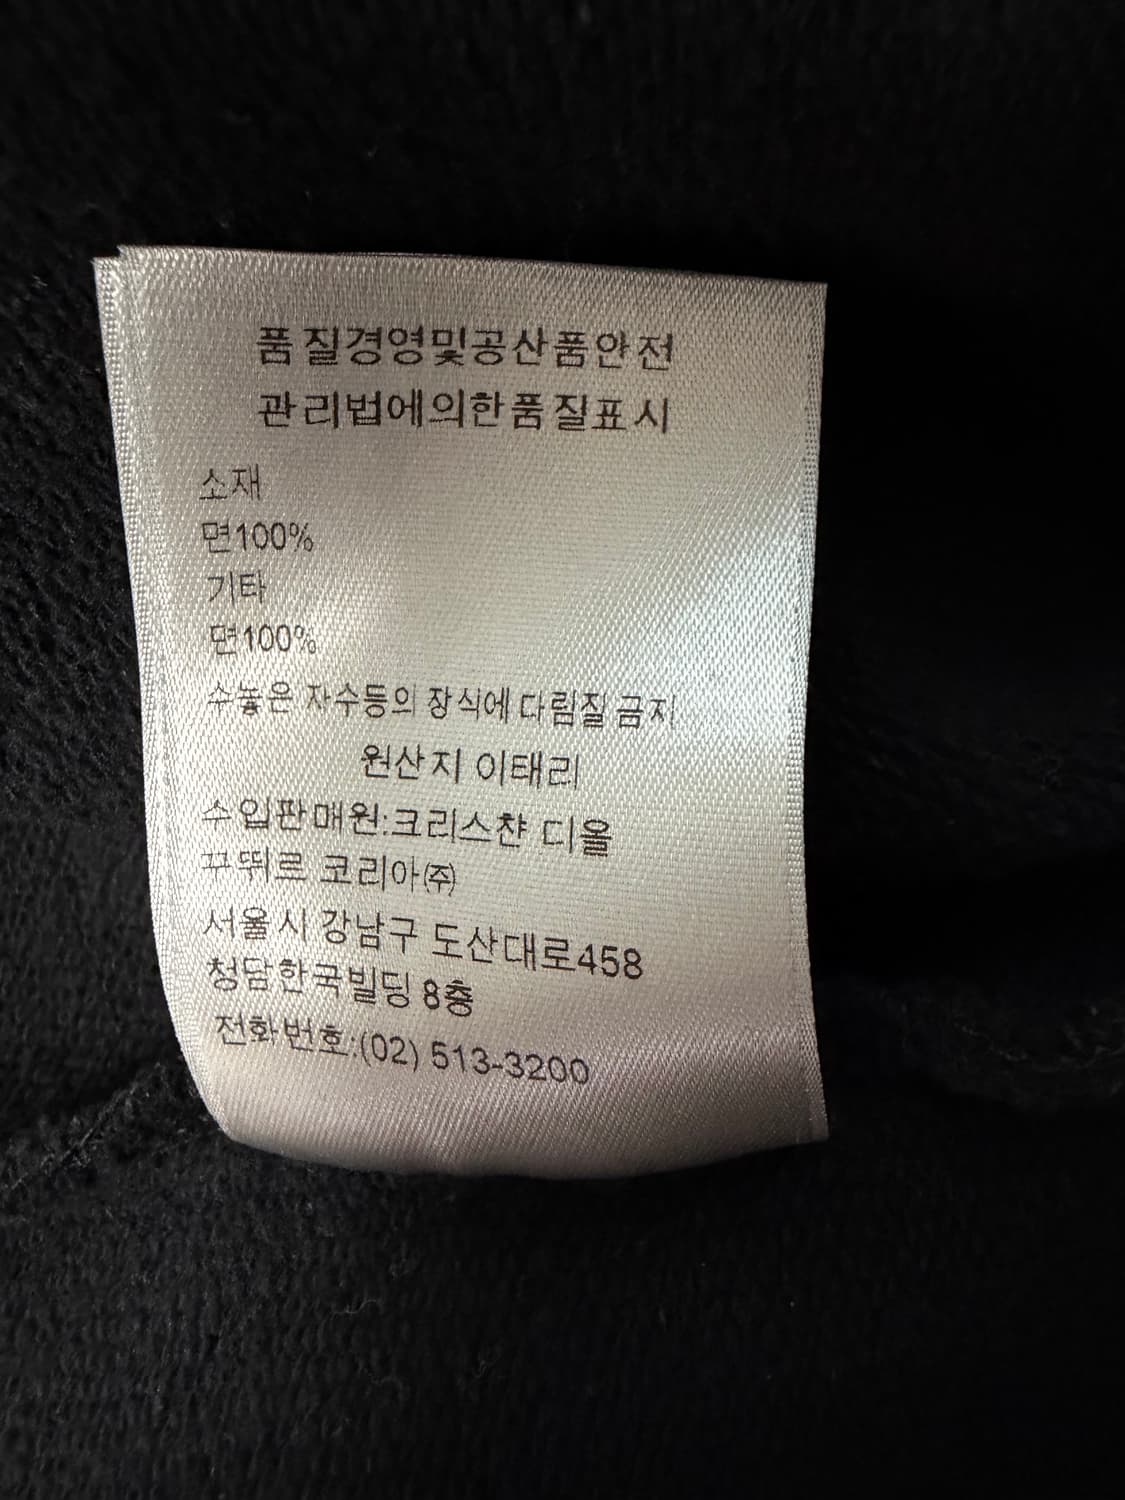 품질경영및공산품안전
관리법에의한품질표시
소재
면100%
기타
면100%
수놓은 자수등의 장식에 다림질 금지
원산지 이태리
수입판매원:크리스챤 디올
꾸뛰르 코리아㈜
서울시 강남구 도산대로458
청담한국빌딩 8층
전화번호:(02) 513-3200